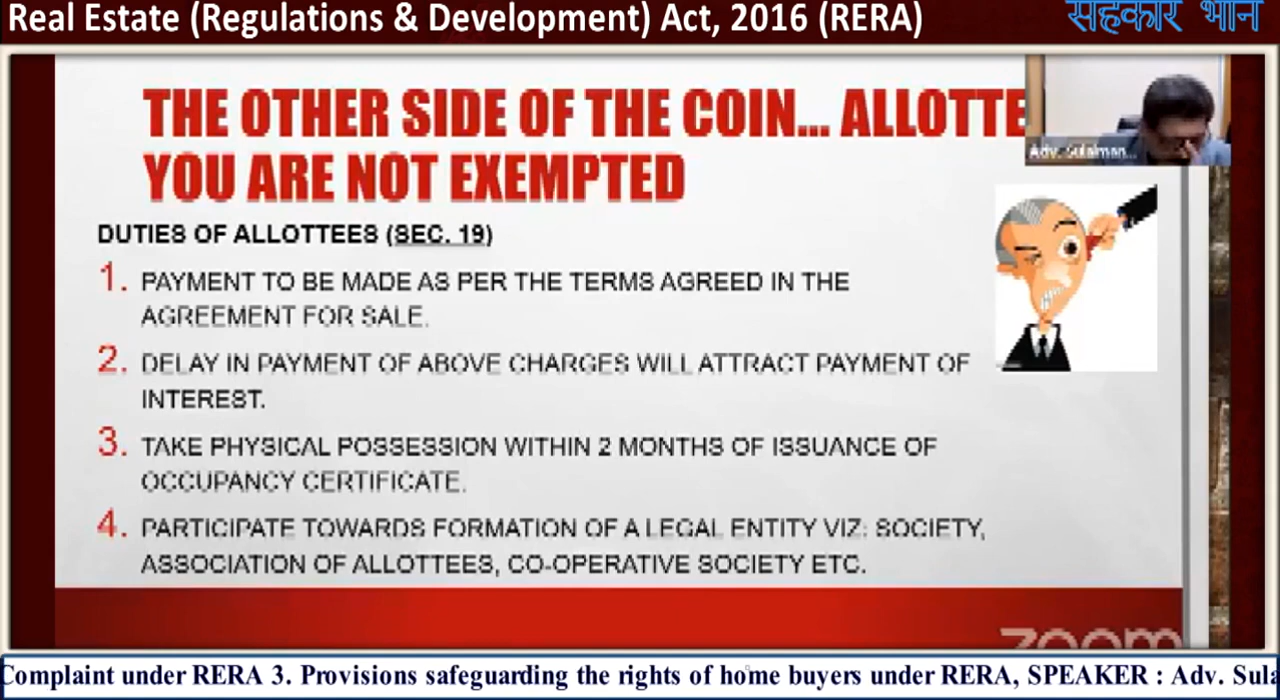 Real Estate (Regulations & Development) Act, 2016 (RERA)
सहकार भान
THE OTHER SIDE OF THE COIN... ALLOTTE
YOU ARE NOT EXEMPTED
Adv. Sulaiman...
DUTIES OF ALLOTTEES (SEC. 19)
1. PAYMENT TO BE MADE AS PER THE TERMS AGREED IN THE
AGREEMENT FOR SALE.
2. DELAY IN PAYMENT OF ABOVE CHARGES WILL ATTRACT PAYMENT OF
INTEREST.
3. TAKE PHYSICAL POSSESSION WITHIN 2 MONTHS OF ISSUANCE OF
OCCUPANCY CERTIFICATE.
4. PARTICIPATE TOWARDS FORMATION OF A LEGAL ENTITY VIZ: SOCIETY,
ASSOCIATION OF ALLOTTEES, CO-OPERATIVE SOCIETY ETC.
zoom
Complaint under RERA 3. Provisions safeguarding the rights of home buyers under RERA, SPEAKER : Adv. Sula